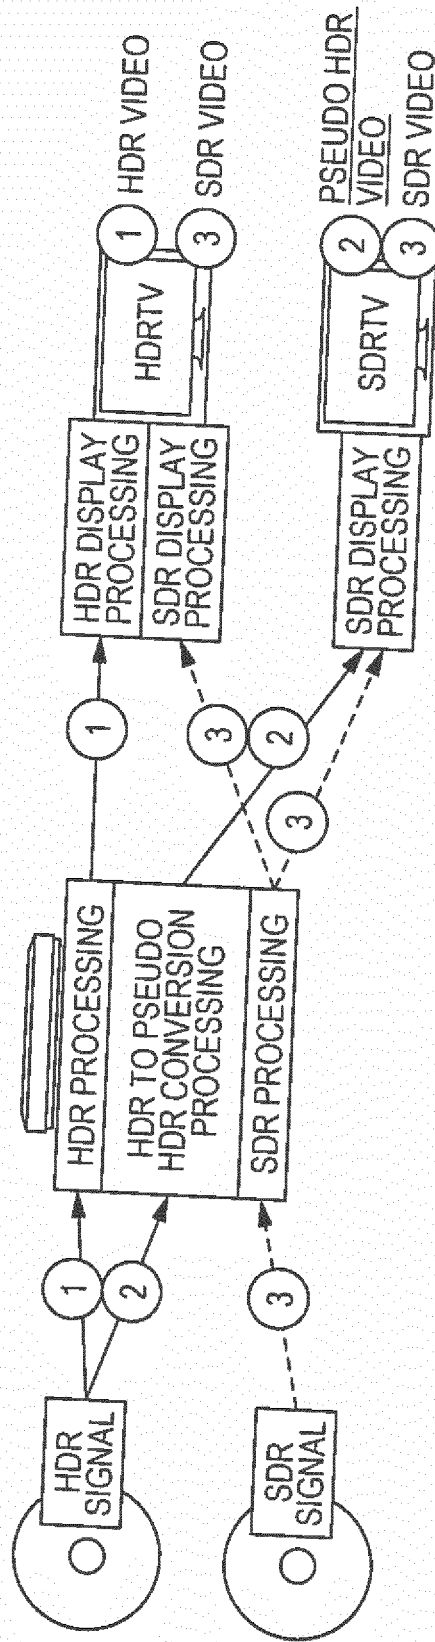 HDR
SIGNAL
SDR
SIGNAL
1
2
3
HDR PROCESSING
HDR TO PSEUDO
HDR CONVERSION
PROCESSING
SDR PROCESSING
1
3
2
3
HDR DISPLAY
PROCESSING
SDR DISPLAY
PROCESSING
SDR DISPLAY
PROCESSING
HDRTV
SDRTV
1 HDR VIDEO
3 SDR VIDEO
2 PSEUDO HDR
VIDEO
3 SDR VIDEO